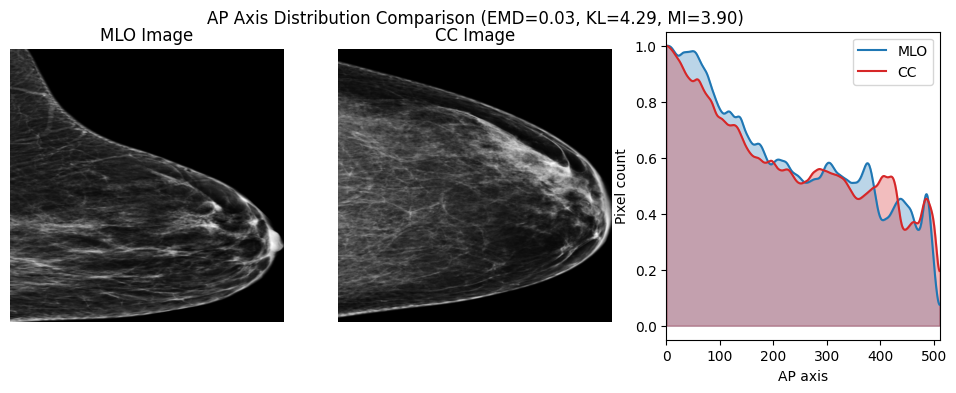 AP Axis Distribution Comparison (EMD=0.03, KL=4.29, MI=3.90)
MLO Image
CC Image
MLO
CC
Pixel count
1.0
0.8
0.6
0.4
0.2
0.0
0 100 200 300 400 500
AP axis